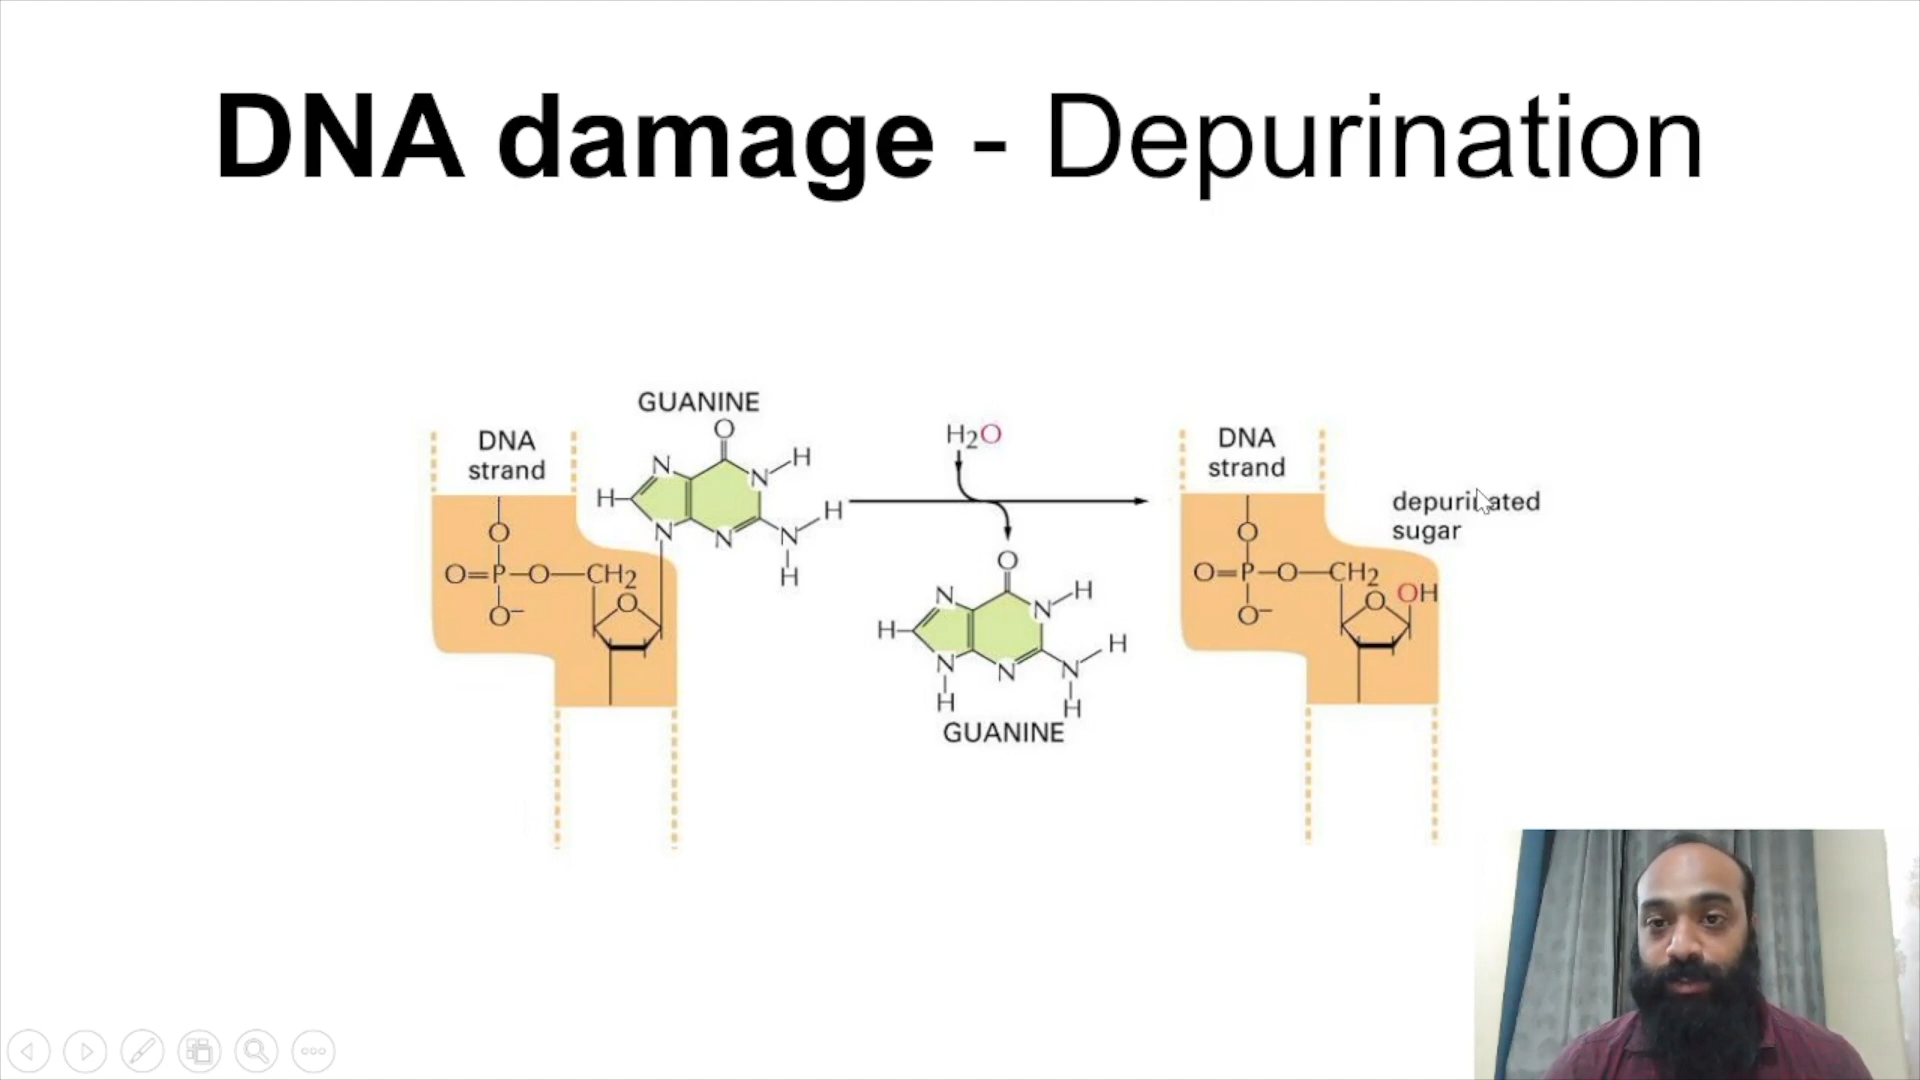 DNA damage - Depurination
GUANINE
DNA
strand
O
N
N
H
H
H
N
N
N
H
H
O
O=P-O-CH2
O-
O
H2O
O
N
N
H
H
H
N
N
N
H
H
GUANINE
DNA
strand
depurinated
sugar
O
O=P-O-CH2
O-
O
OH